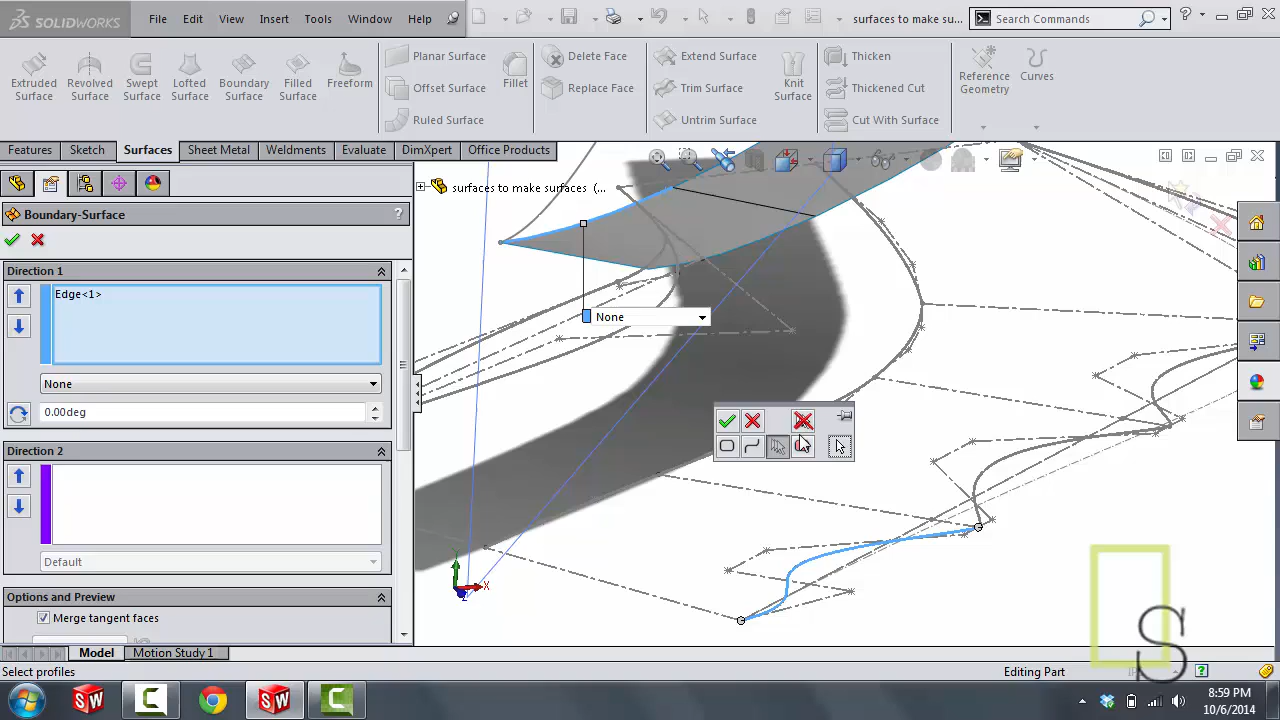 SOLIDWORKS File Edit View Insert Tools Window Help surfaces to make su... Search Commands ?
Extruded Surface
Revolved Surface
Swept Surface
Lofted Surface
Boundary Surface
Filled Surface
Freeform
Planar Surface
Offset Surface
Ruled Surface
Fillet
Delete Face
Replace Face
Extend Surface
Trim Surface
Untrim Surface
Knit Surface
Thicken
Thickened Cut
Cut With Surface
Reference Geometry
Curves
Features Sketch Surfaces Sheet Metal Weldments Evaluate DimXpert Office Products
surfaces to make surfaces (...
Boundary-Surface ?
Direction 1
Edge<1>
None
0.00deg
Direction 2
Default
Options and Preview
Merge tangent faces
None
Y
X
Z
S
Model Motion Study 1
Select profiles Editing Part ?
SW SW
8:59 PM
10/6/2014